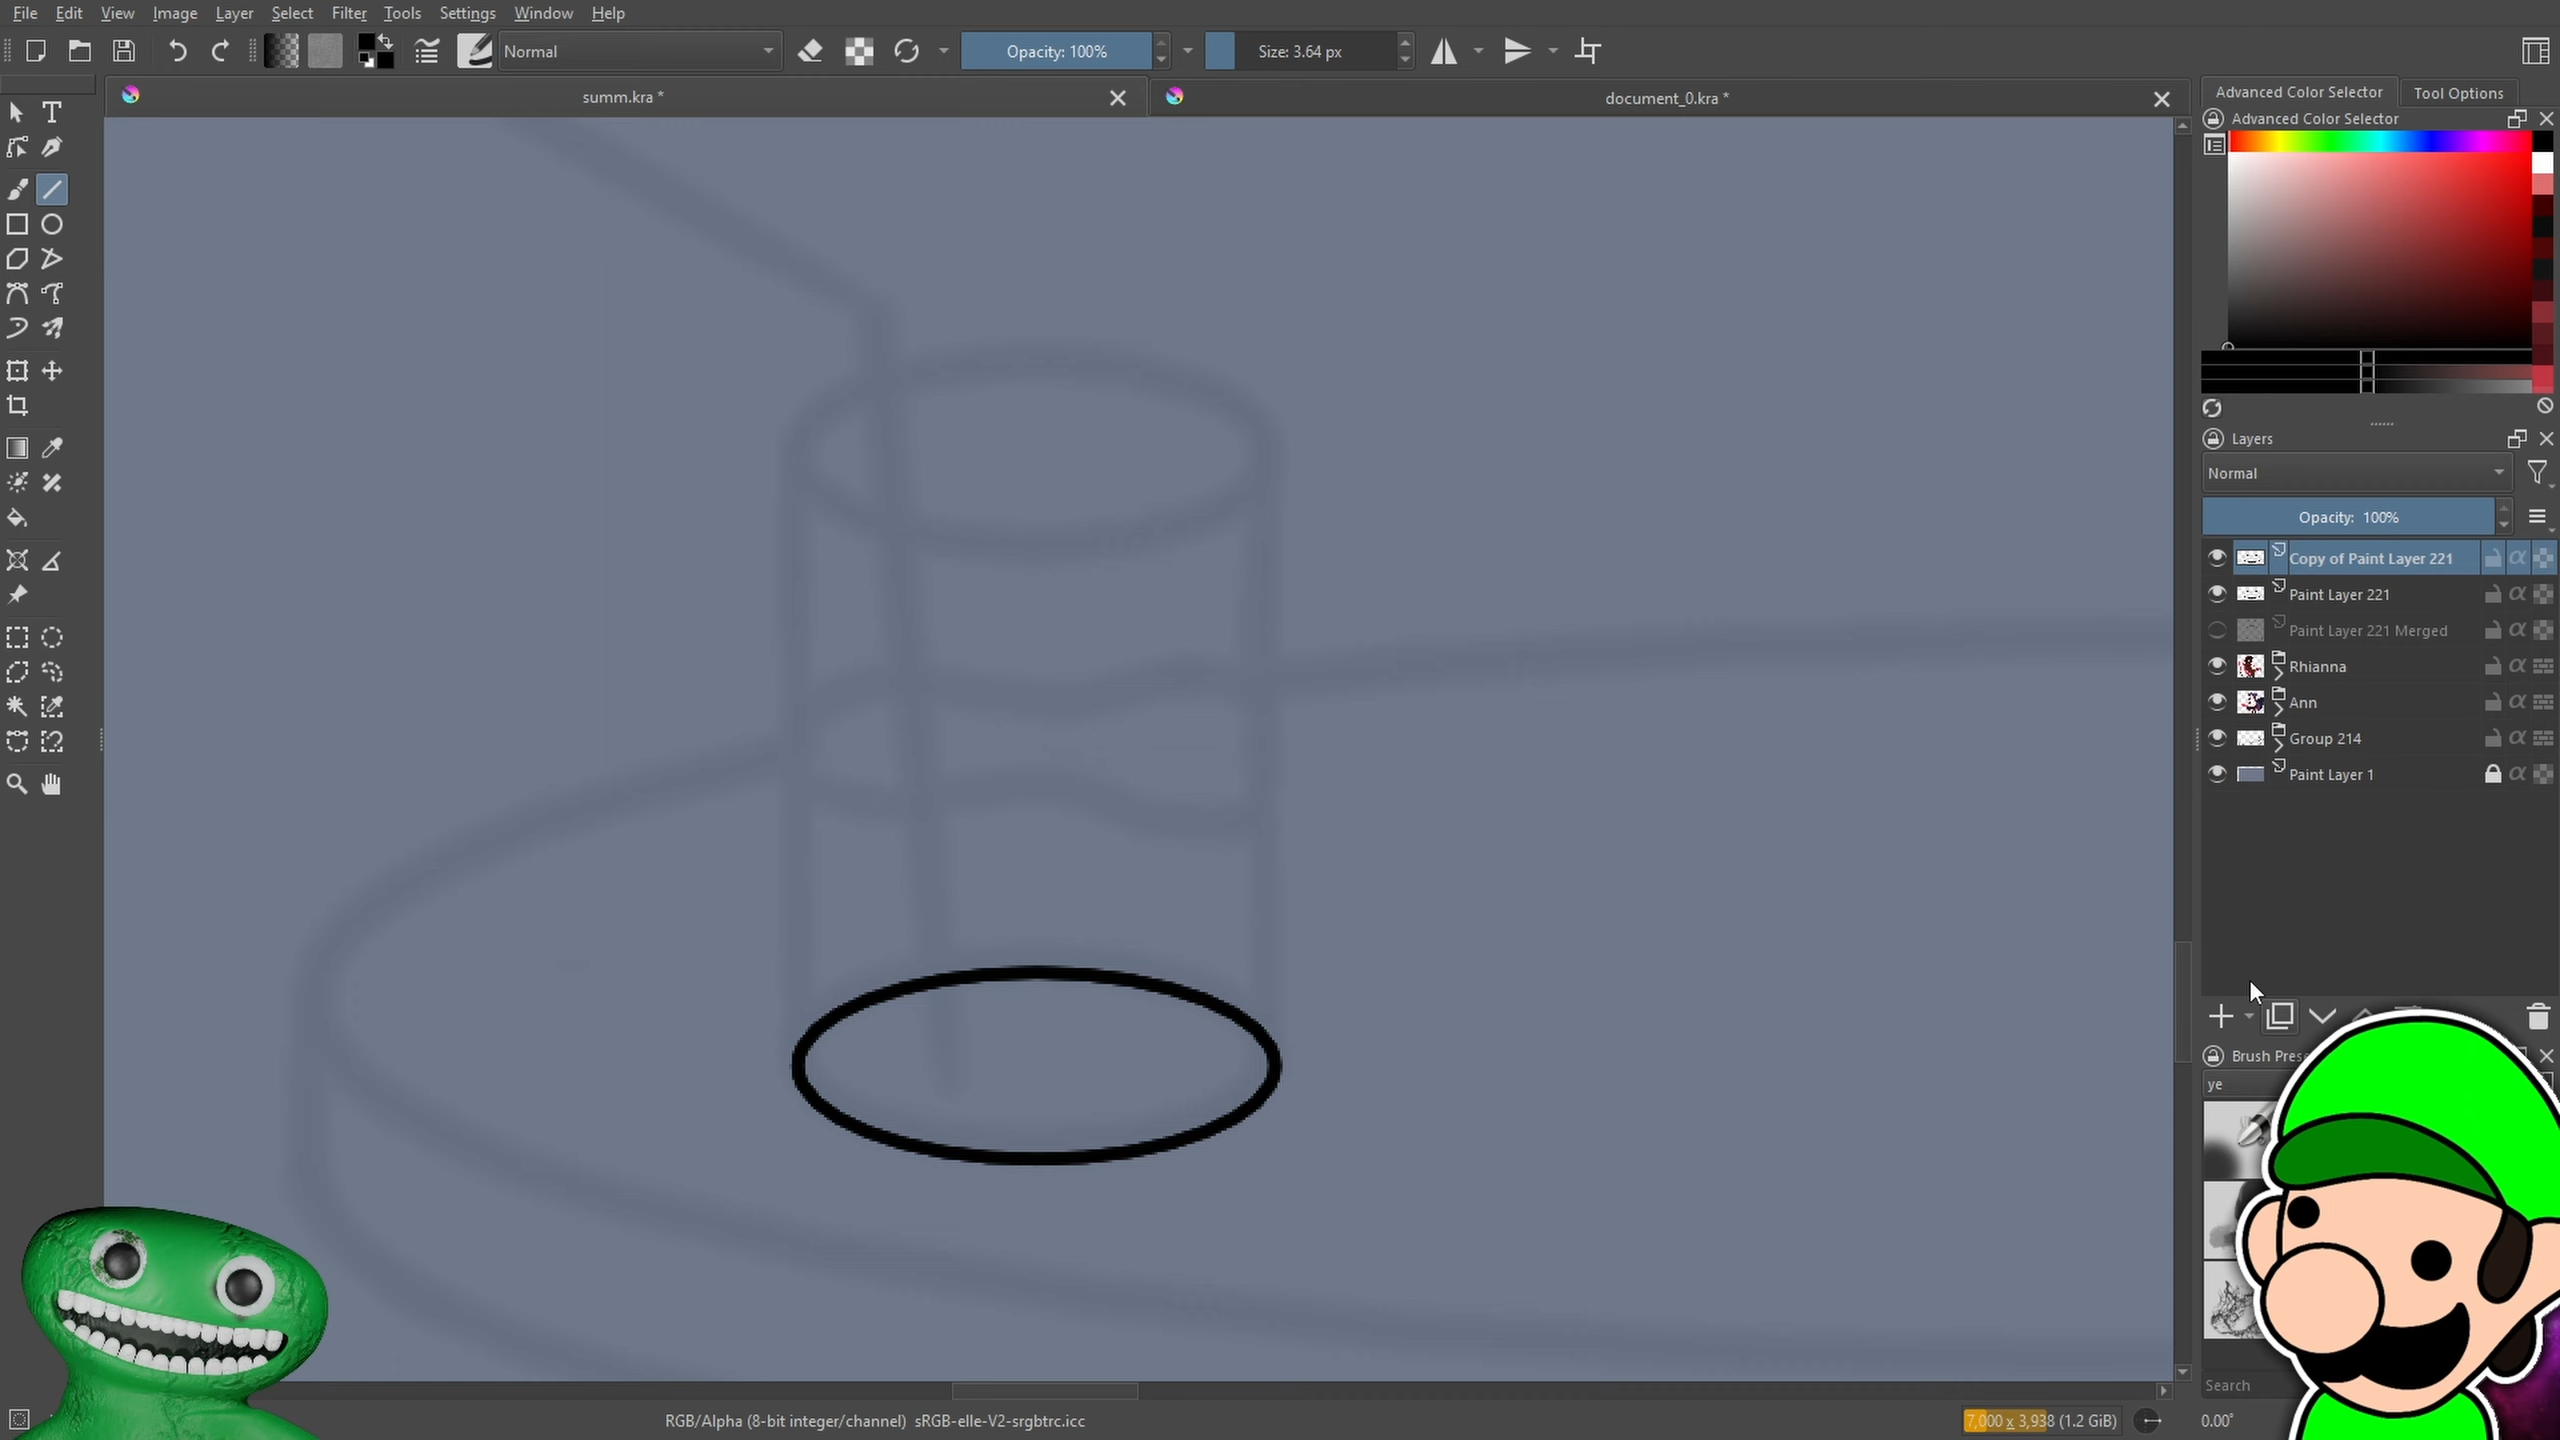 File Edit View Image Layer Select Filter Tools Settings Window Help
Normal
Opacity: 100%
Size: 3.64 px
summ.kra *
document_0.kra *
Advanced Color Selector
Tool Options
Advanced Color Selector
Layers
Normal
Opacity: 100%
Copy of Paint Layer 221
Paint Layer 221
Paint Layer 221 Merged
Rhianna
Ann
Group 214
Paint Layer 1
Brush Pres
ye
Search
RGB/Alpha (8-bit integer/channel) sRGB-elle-V2-srgbtrc.icc
7,000 x 3,938 (1.2 GiB)
0.00°